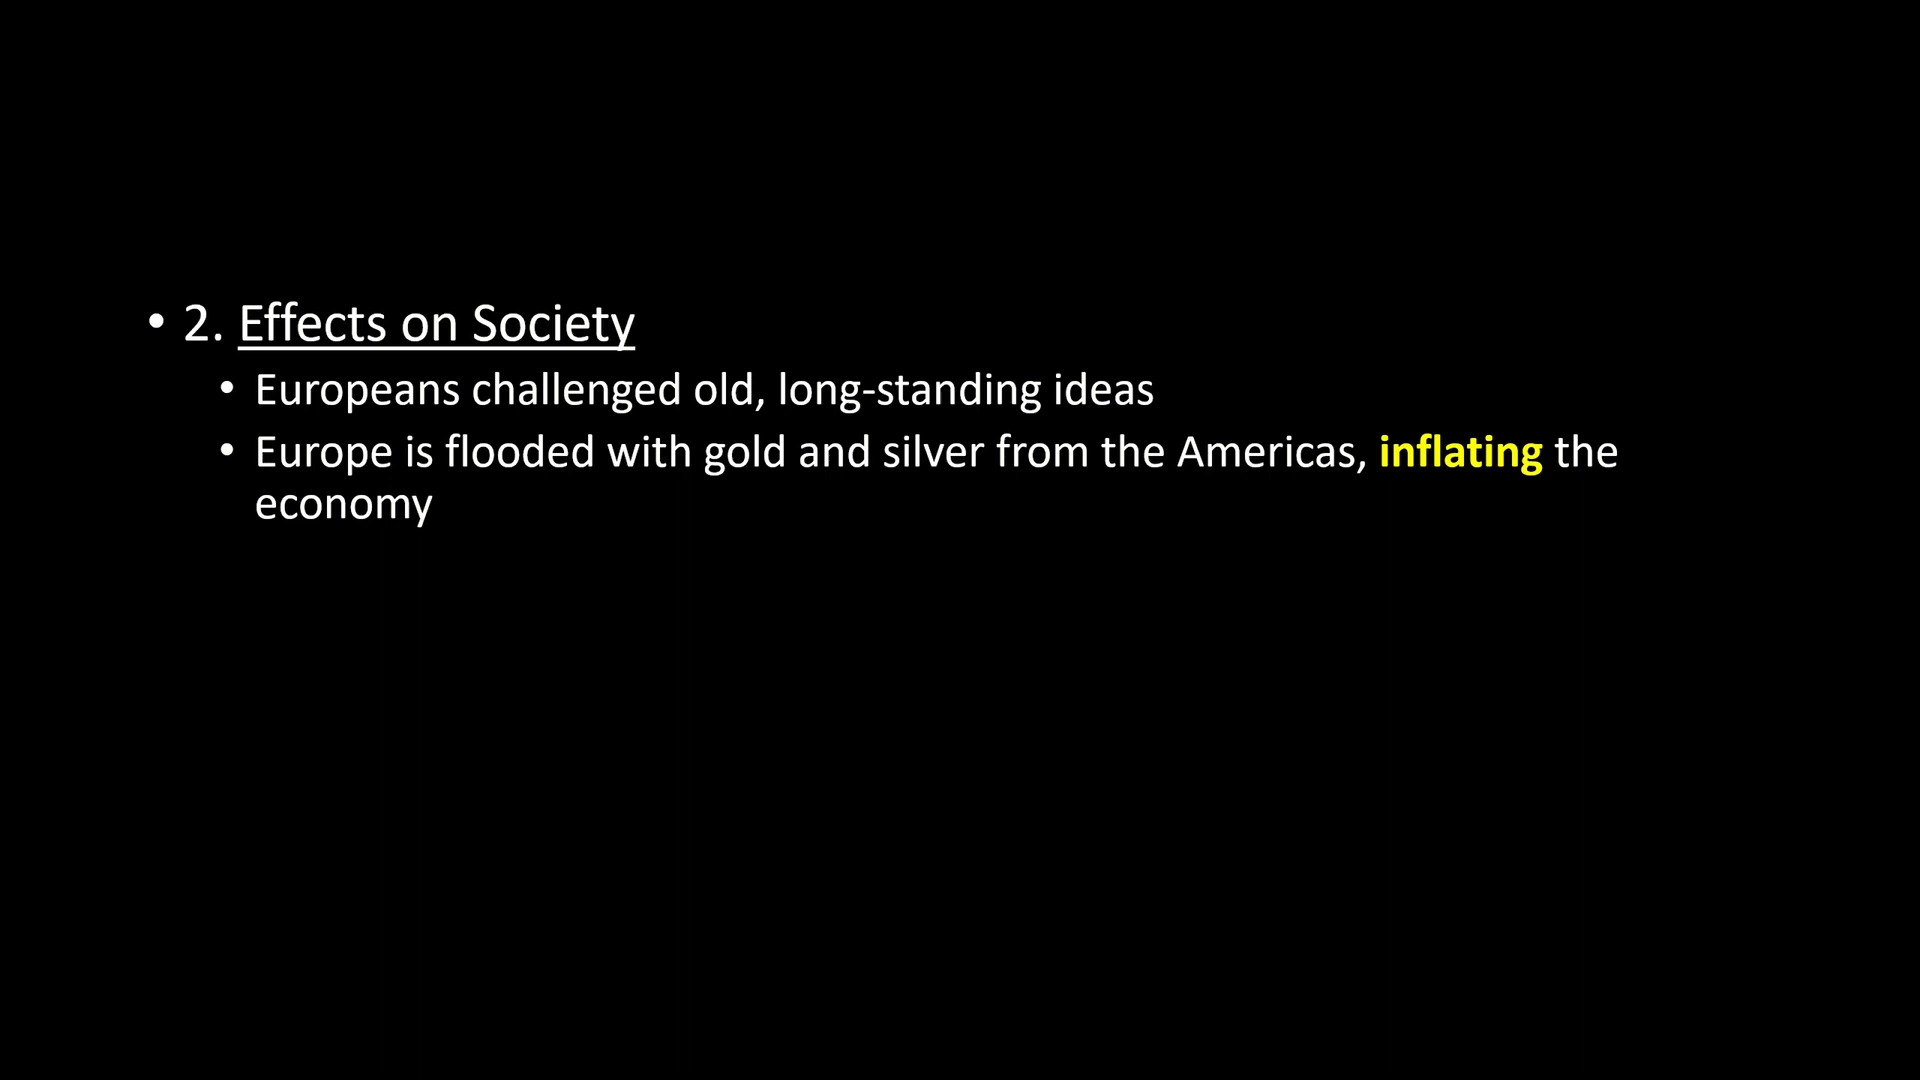 • 2. Effects on Society
• Europeans challenged old, long-standing ideas
• Europe is flooded with gold and silver from the Americas, inflating the
economy